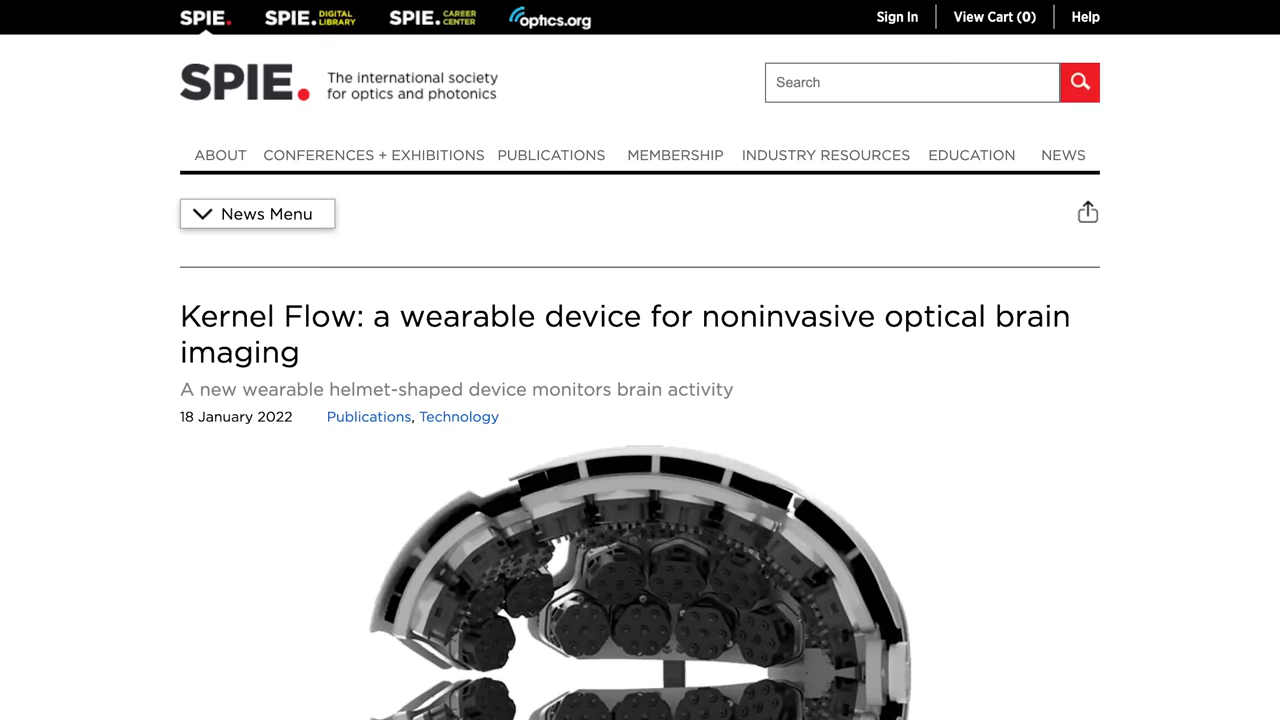 SPIE.
SPIE. DIGITAL LIBRARY
SPIE. CAREER CENTER
optics.org
Sign In
View Cart (0)
Help
SPIE.
The international society
for optics and photonics
Search
ABOUT
CONFERENCES + EXHIBITIONS
PUBLICATIONS
MEMBERSHIP
INDUSTRY RESOURCES
EDUCATION
NEWS
News Menu
Kernel Flow: a wearable device for noninvasive optical brain
imaging
A new wearable helmet-shaped device monitors brain activity
18 January 2022
Publications, Technology